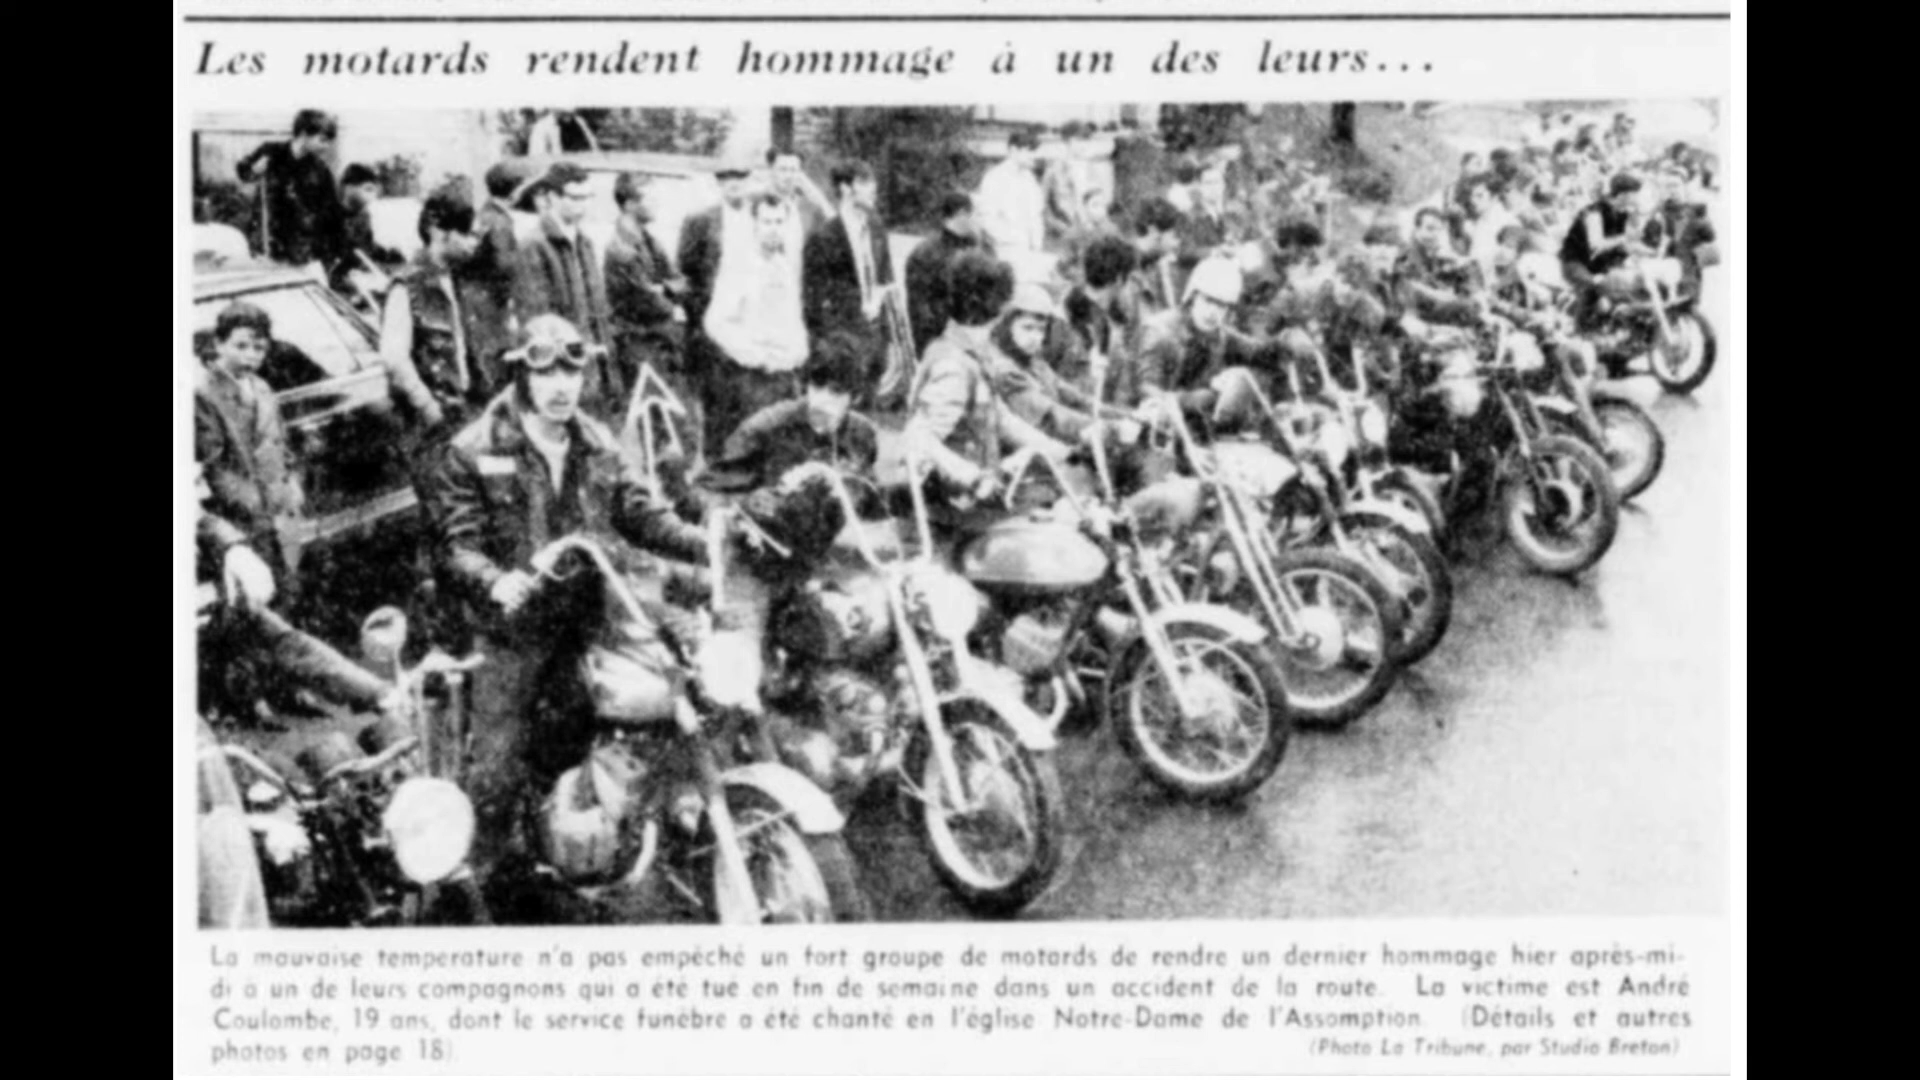 Les motards rendent hommage à un des leurs...
La mauvaise temperature n'a pas empêché un fort groupe de motards de rendre un dernier hommage hier après-mi-
di à un de leurs compagnons qui a été tué en fin de semaine dans un accident de la route. La victime est André
Coulombe, 19 ans, dont le service funèbre a été chanté en l'église Notre-Dame de l'Assomption. (Détails et autres
photos en page 18).
(Photo La Tribune, par Studio Breton)